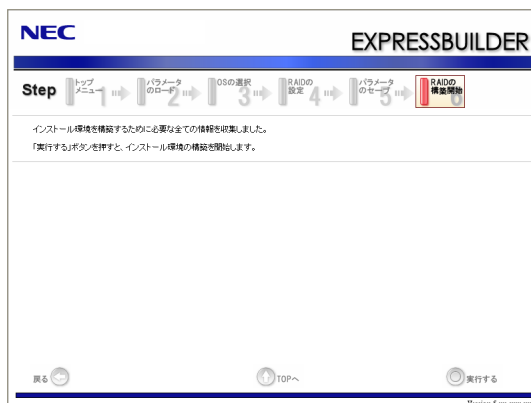 NEC
EXPRESSBUILDER
Step
トップ
メニュー 1
パラメータ
のロード 2
OSの選択
3
RAIDの
設定 4
パラメータ
のセーブ 5
RAIDの
構築開始
6
インストール環境を構築するために必要な全ての情報を収集しました。
「実行する」ボタンを押すと、インストール環境の構築を開始します。
戻る
TOPへ
実行する